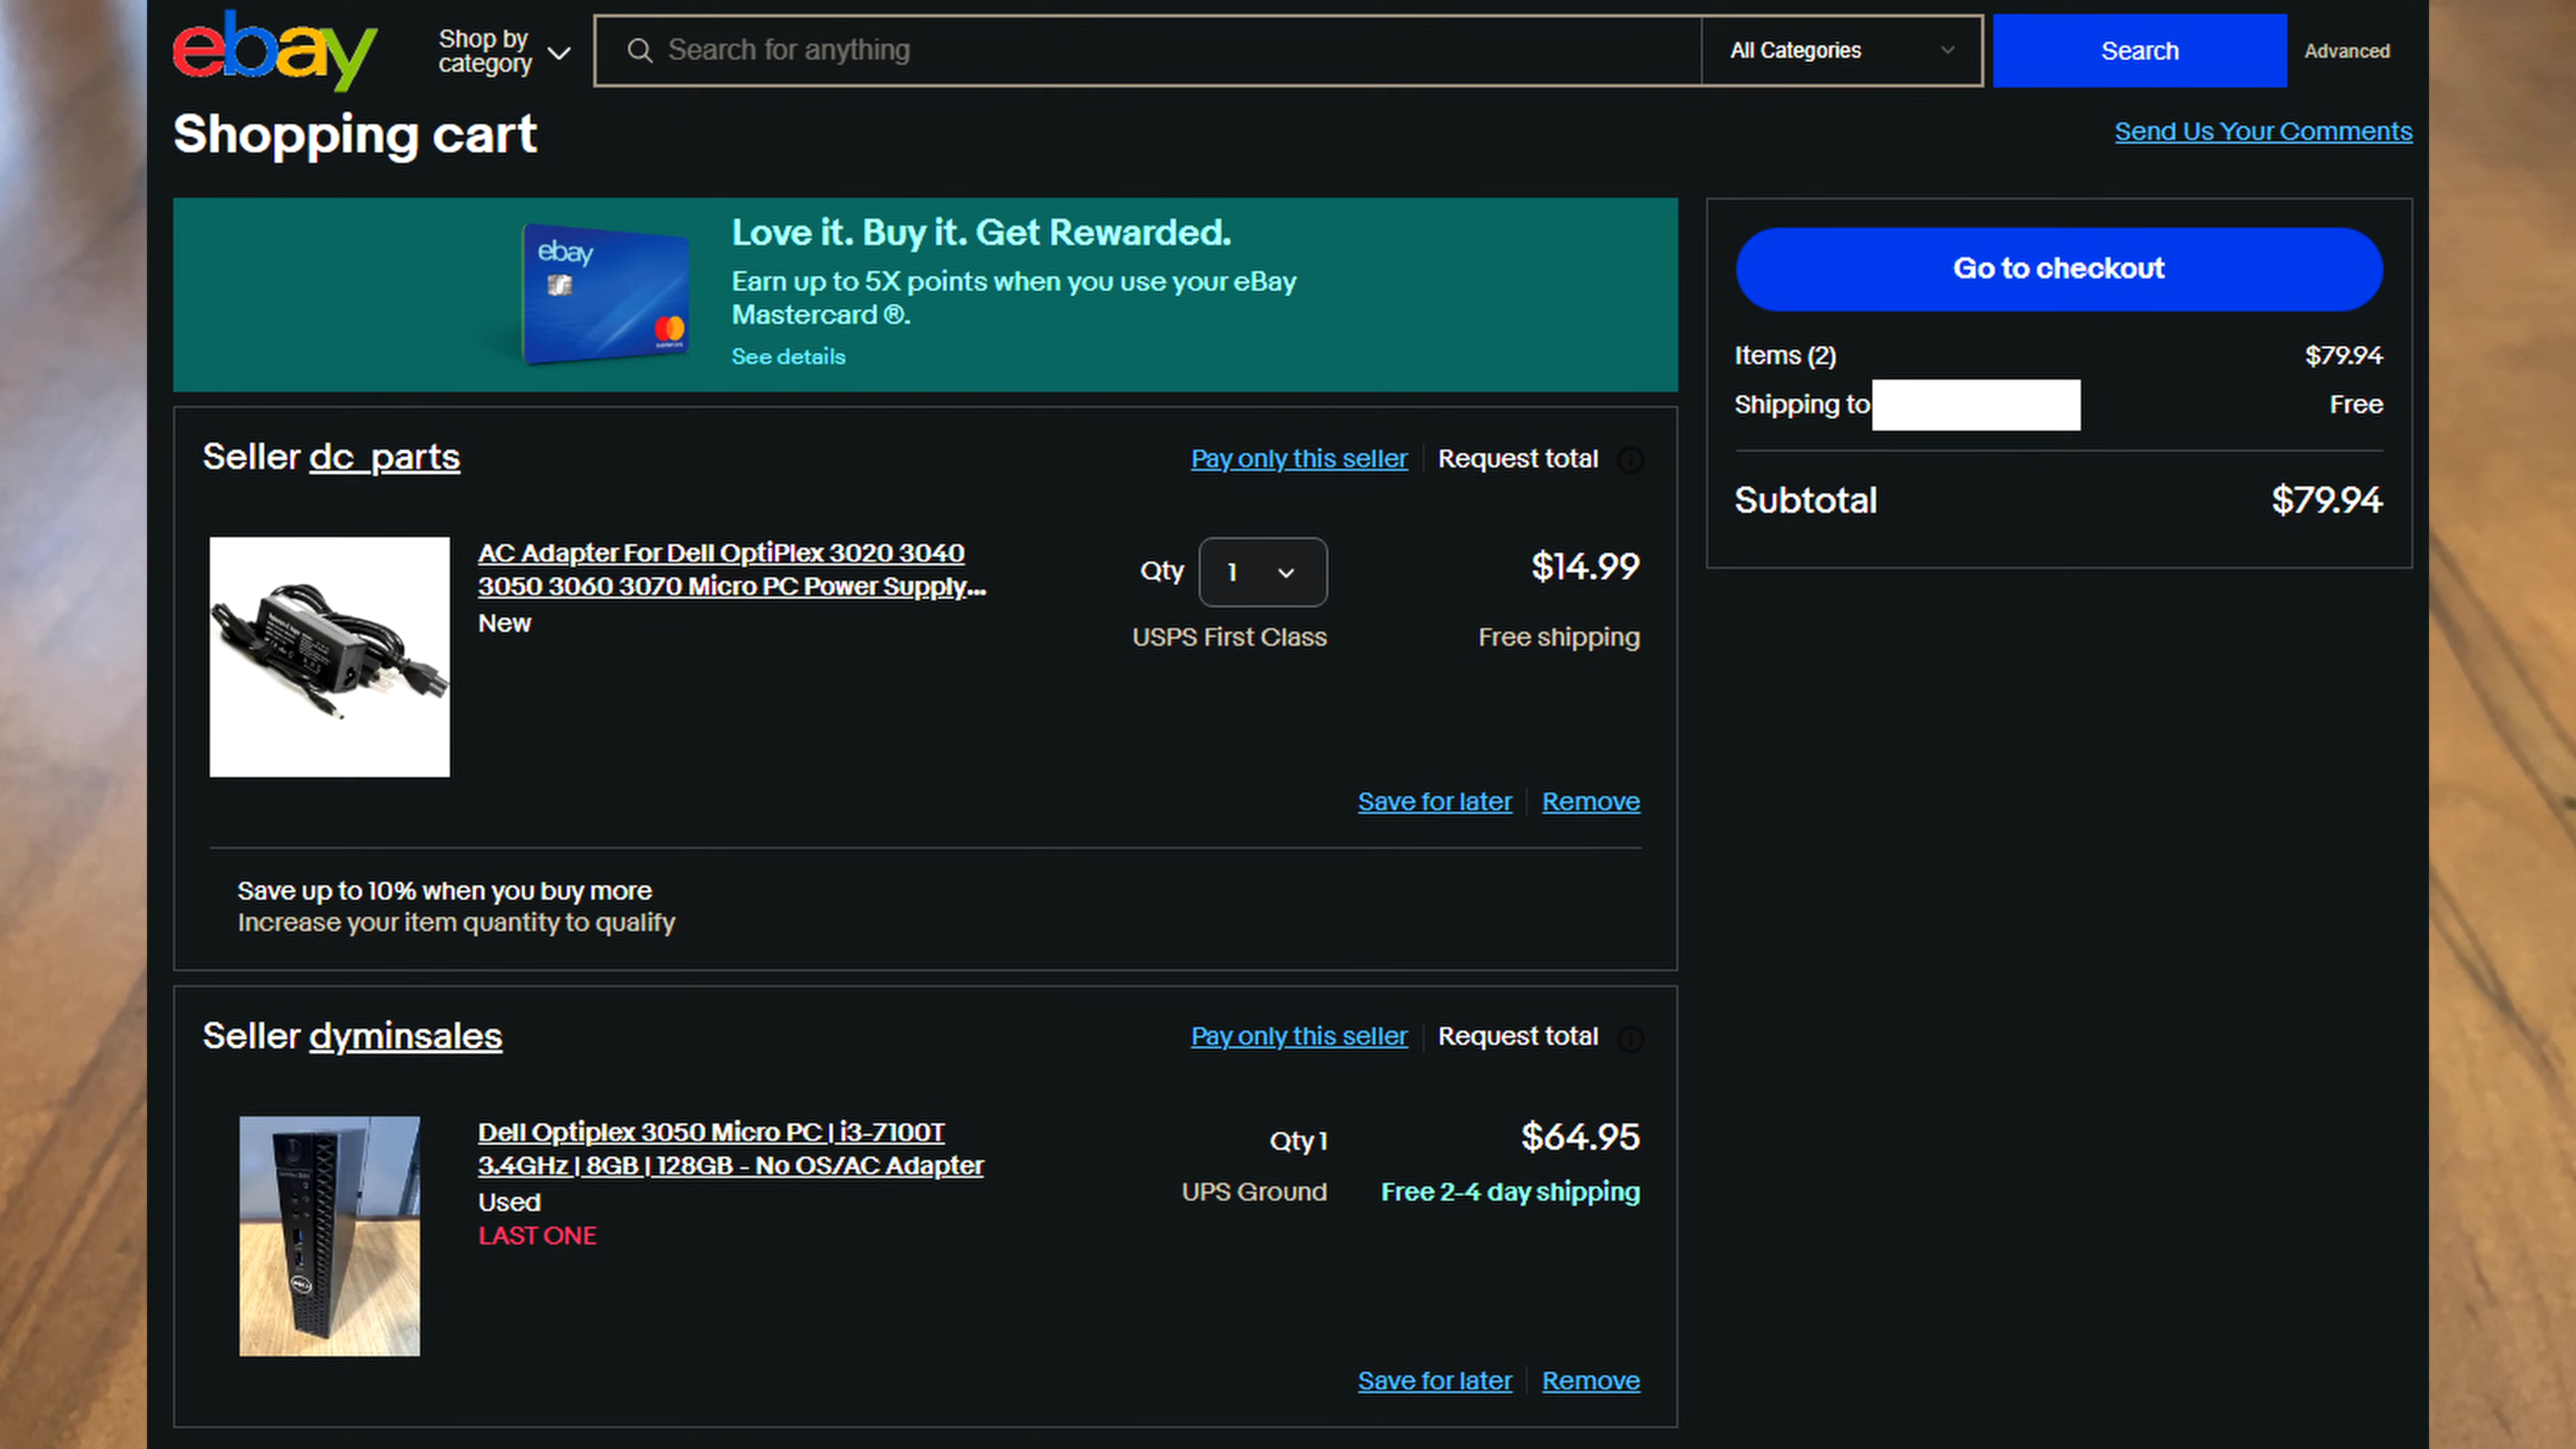 ebay
Shop by
category
Search for anything
All Categories
Search
Advanced
Shopping cart
Send Us Your Comments
ebay
Love it. Buy it. Get Rewarded.
Earn up to 5X points when you use your eBay
Mastercard ®.
See details
Go to checkout
Items (2)
$79.94
Shipping to
Free
Subtotal
$79.94
Seller dc_parts
Pay only this seller
Request total
AC Adapter For Dell OptiPlex 3020 3040
3050 3060 3070 Micro PC Power Supply...
New
Qty
1
$14.99
USPS First Class
Free shipping
Save for later
Remove
Save up to 10% when you buy more
Increase your item quantity to qualify
Seller dyminsales
Pay only this seller
Request total
Dell Optiplex 3050 Micro PC | i3-7100T
3.4GHz | 8GB | 128GB - No OS/AC Adapter
Used
LAST ONE
Qty 1
$64.95
UPS Ground
Free 2-4 day shipping
DELL
Save for later
Remove